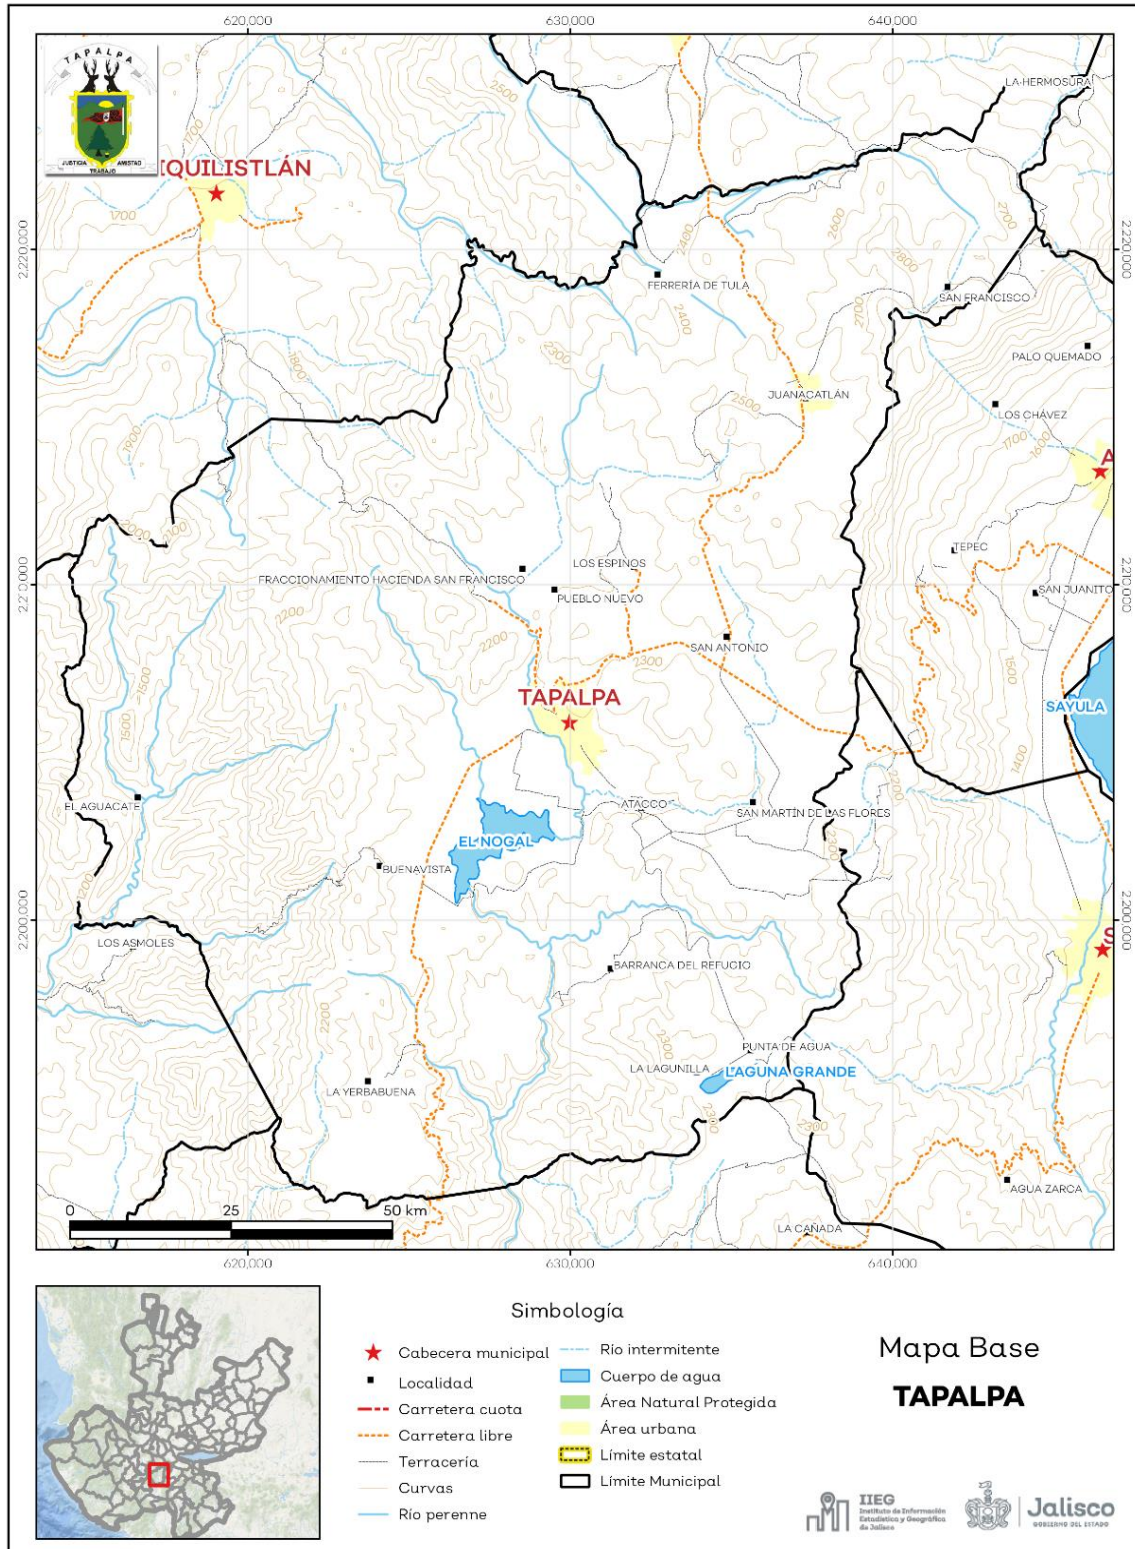 620,000
630,000
640,000
TAPALPA
JUSTICIA
AMISTAD
TRABAJO
IQUILISTLÁN
LA HERMOSURA
2500
1700
1700
2700
2600
2480
2800
2,220,000
2,220,000
FERRERÍA DE TULA
SAN FRANCISCO
2400
2700
2300
PALO QUEMADO
1800
JUANACATLÁN
2500
LOS CHÁVEZ
1900
1700
1600
A
2000
2100
TEPEC
LOS ESPINOS
FRACCIONAMIENTO HACIENDA SAN FRANCISCO
2,210,000
2,210,000
PUEBLO NUEVO
SAN JUANITO
2200
2200
SAN ANTONIO
2300
1500
1500
1500
TAPALPA
SAYULA
1400
2200
EL AGUACATE
ATACCO
SAN MARTÍN DE LAS FLORES
EL NOGAL
2300
BUENAVISTA
2200
2,200,000
2,200,000
LOS ASMOLES
S
BARRANCA DEL REFUGIO
2200
2300
PUNTA DE AGUA
LA LAGUNILLA
LAGUNA GRANDE
LA YERBABUENA
2300
2300
AGUA ZARCA
LA CAÑADA
0
25
50 km
620,000
630,000
640,000
Simbología
Cabecera municipal
Localidad
Carretera cuota
Carretera libre
Terracería
Curvas
Río perenne
Río intermitente
Cuerpo de agua
Área Natural Protegida
Área urbana
Límite estatal
Límite Municipal
Mapa Base
TAPALPA
IIEG
Instituto de Información
Estadística y Geográfica
de Jalisco
Jalisco
GOBIERNO DEL ESTADO